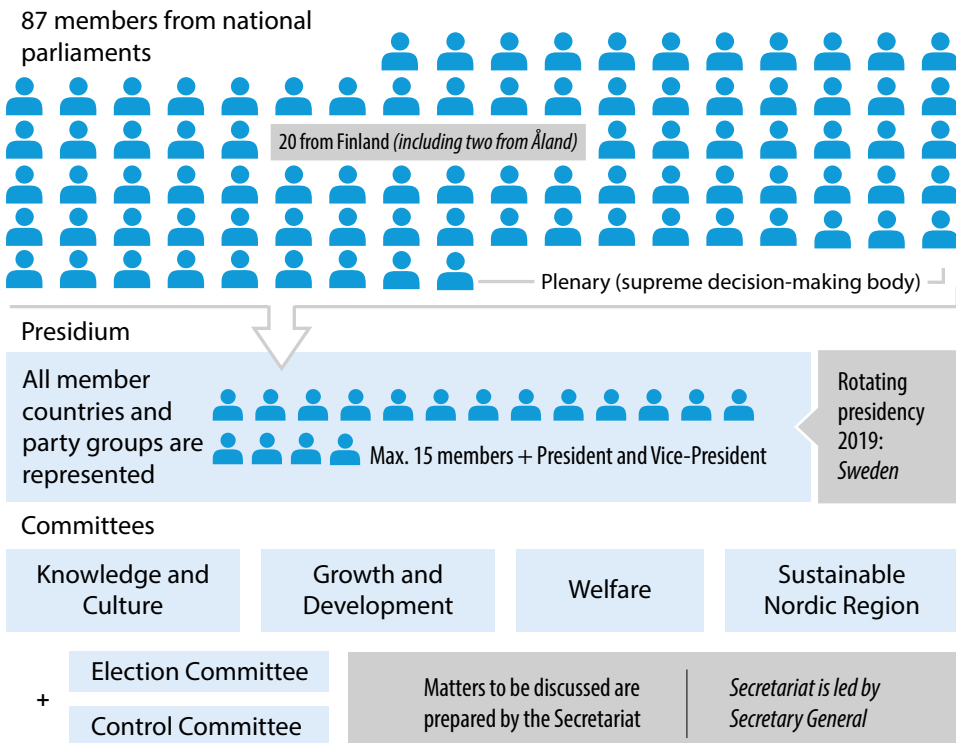 87 members from national
parliaments
20 from Finland (including two from Åland)
Plenary (supreme decision-making body)
Presidium
All member
countries and
party groups are
represented
Max. 15 members + President and Vice-President
Rotating
presidency
2019:
Sweden
Committees
Knowledge and
Culture
Growth and
Development
Welfare
Sustainable
Nordic Region
+
Election Committee
Control Committee
Matters to be discussed are
prepared by the Secretariat
Secretariat is led by
Secretary General